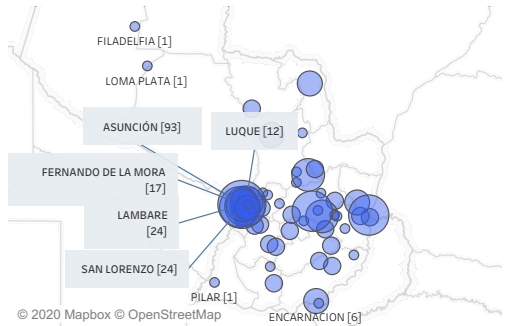 FILADELFIA [1]
LOMA PLATA [1]
ASUNCIÓN [93]
LUQUE [12]
FERNANDO DE LA MORA
[17]
LAMBARE
[24]
SAN LORENZO [24]
PILAR [1]
ENCARNACION [6]
© 2020 Mapbox © OpenStreetMap